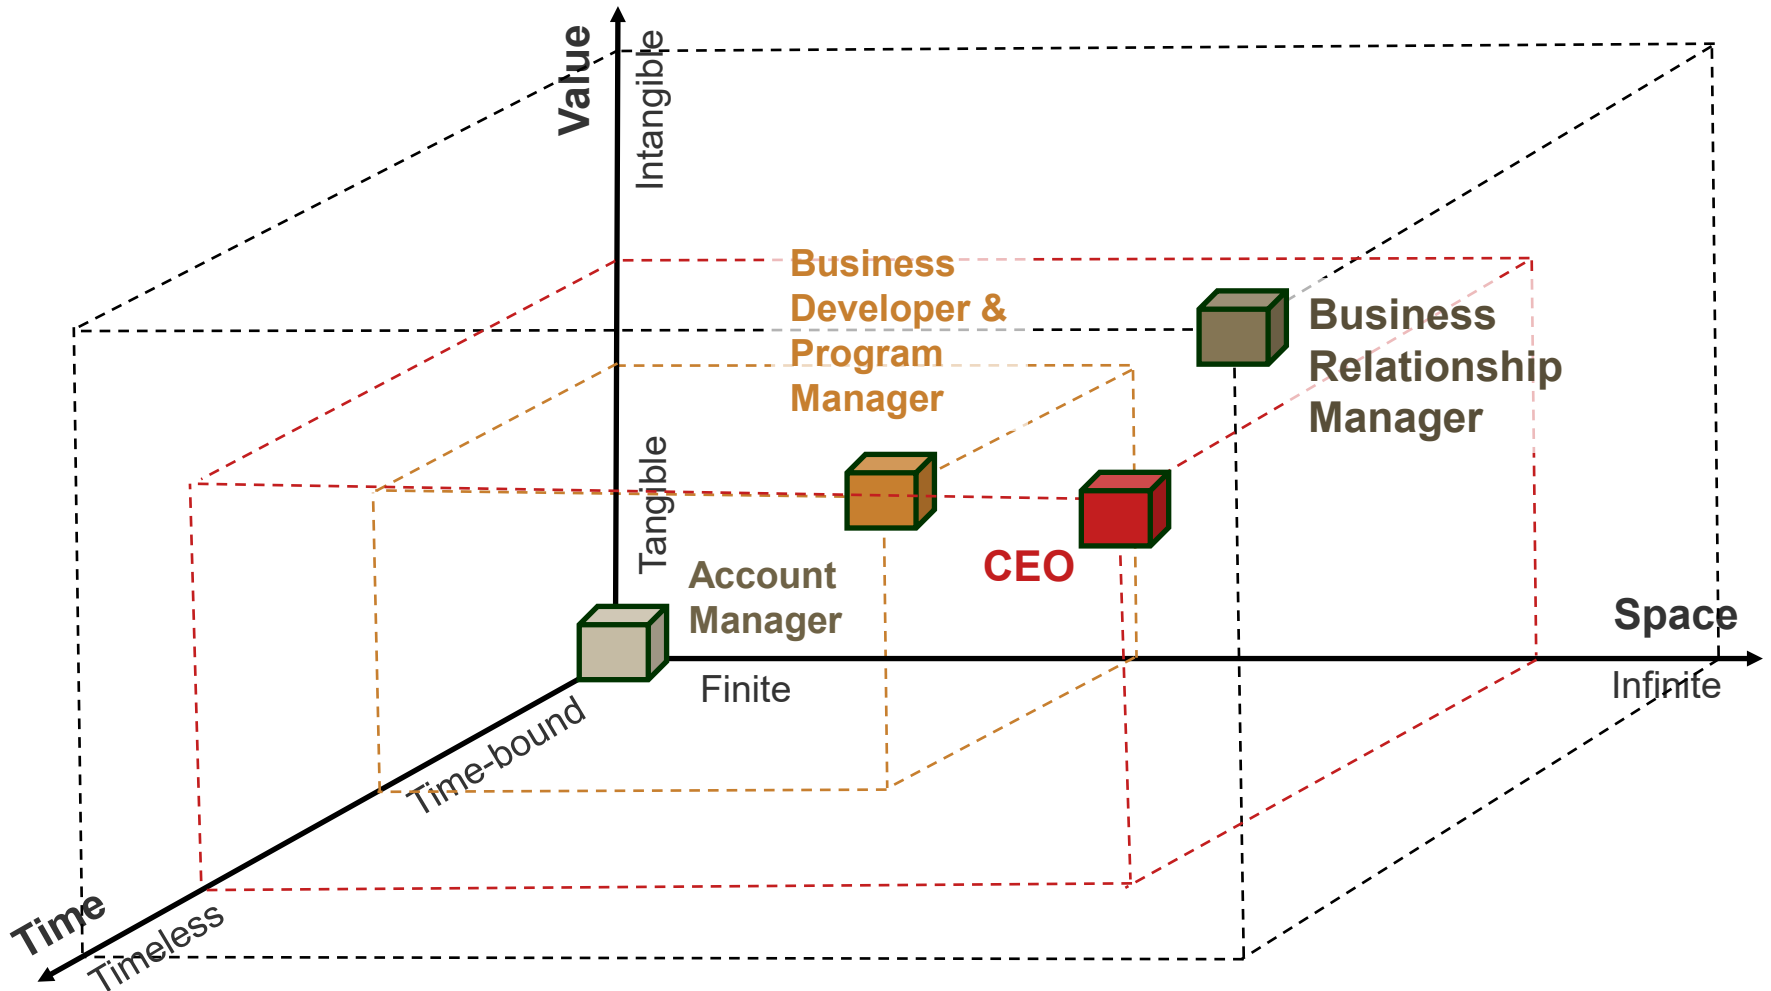 Value
Intangible
Business
Developer &
Program
Manager
Business
Relationship
Manager
Tangible
CEO
Account
Manager
Space
Finite
Infinite
Time-bound
Time
Timeless